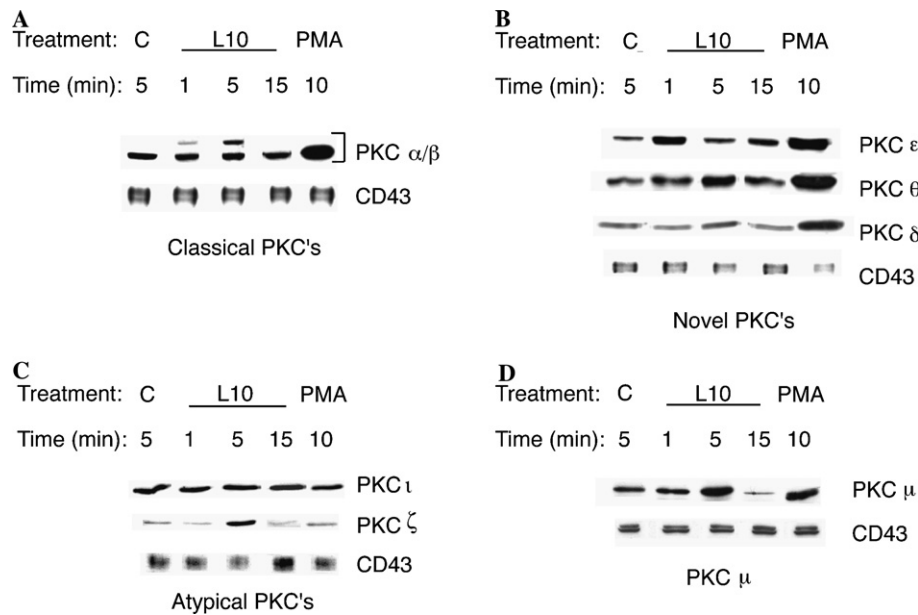 A
Treatment: C L10 PMA
Time (min): 5 1 5 15 10
PKC α/β
CD43
Classical PKC's
B
Treatment: C L10 PMA
Time (min): 5 1 5 15 10
PKC ε
PKC θ
PKC δ
CD43
Novel PKC's
C
Treatment: C L10 PMA
Time (min): 5 1 5 15 10
PKC ι
PKC ζ
CD43
Atypical PKC's
D
Treatment: C L10 PMA
Time (min): 5 1 5 15 10
PKC μ
CD43
PKC μ